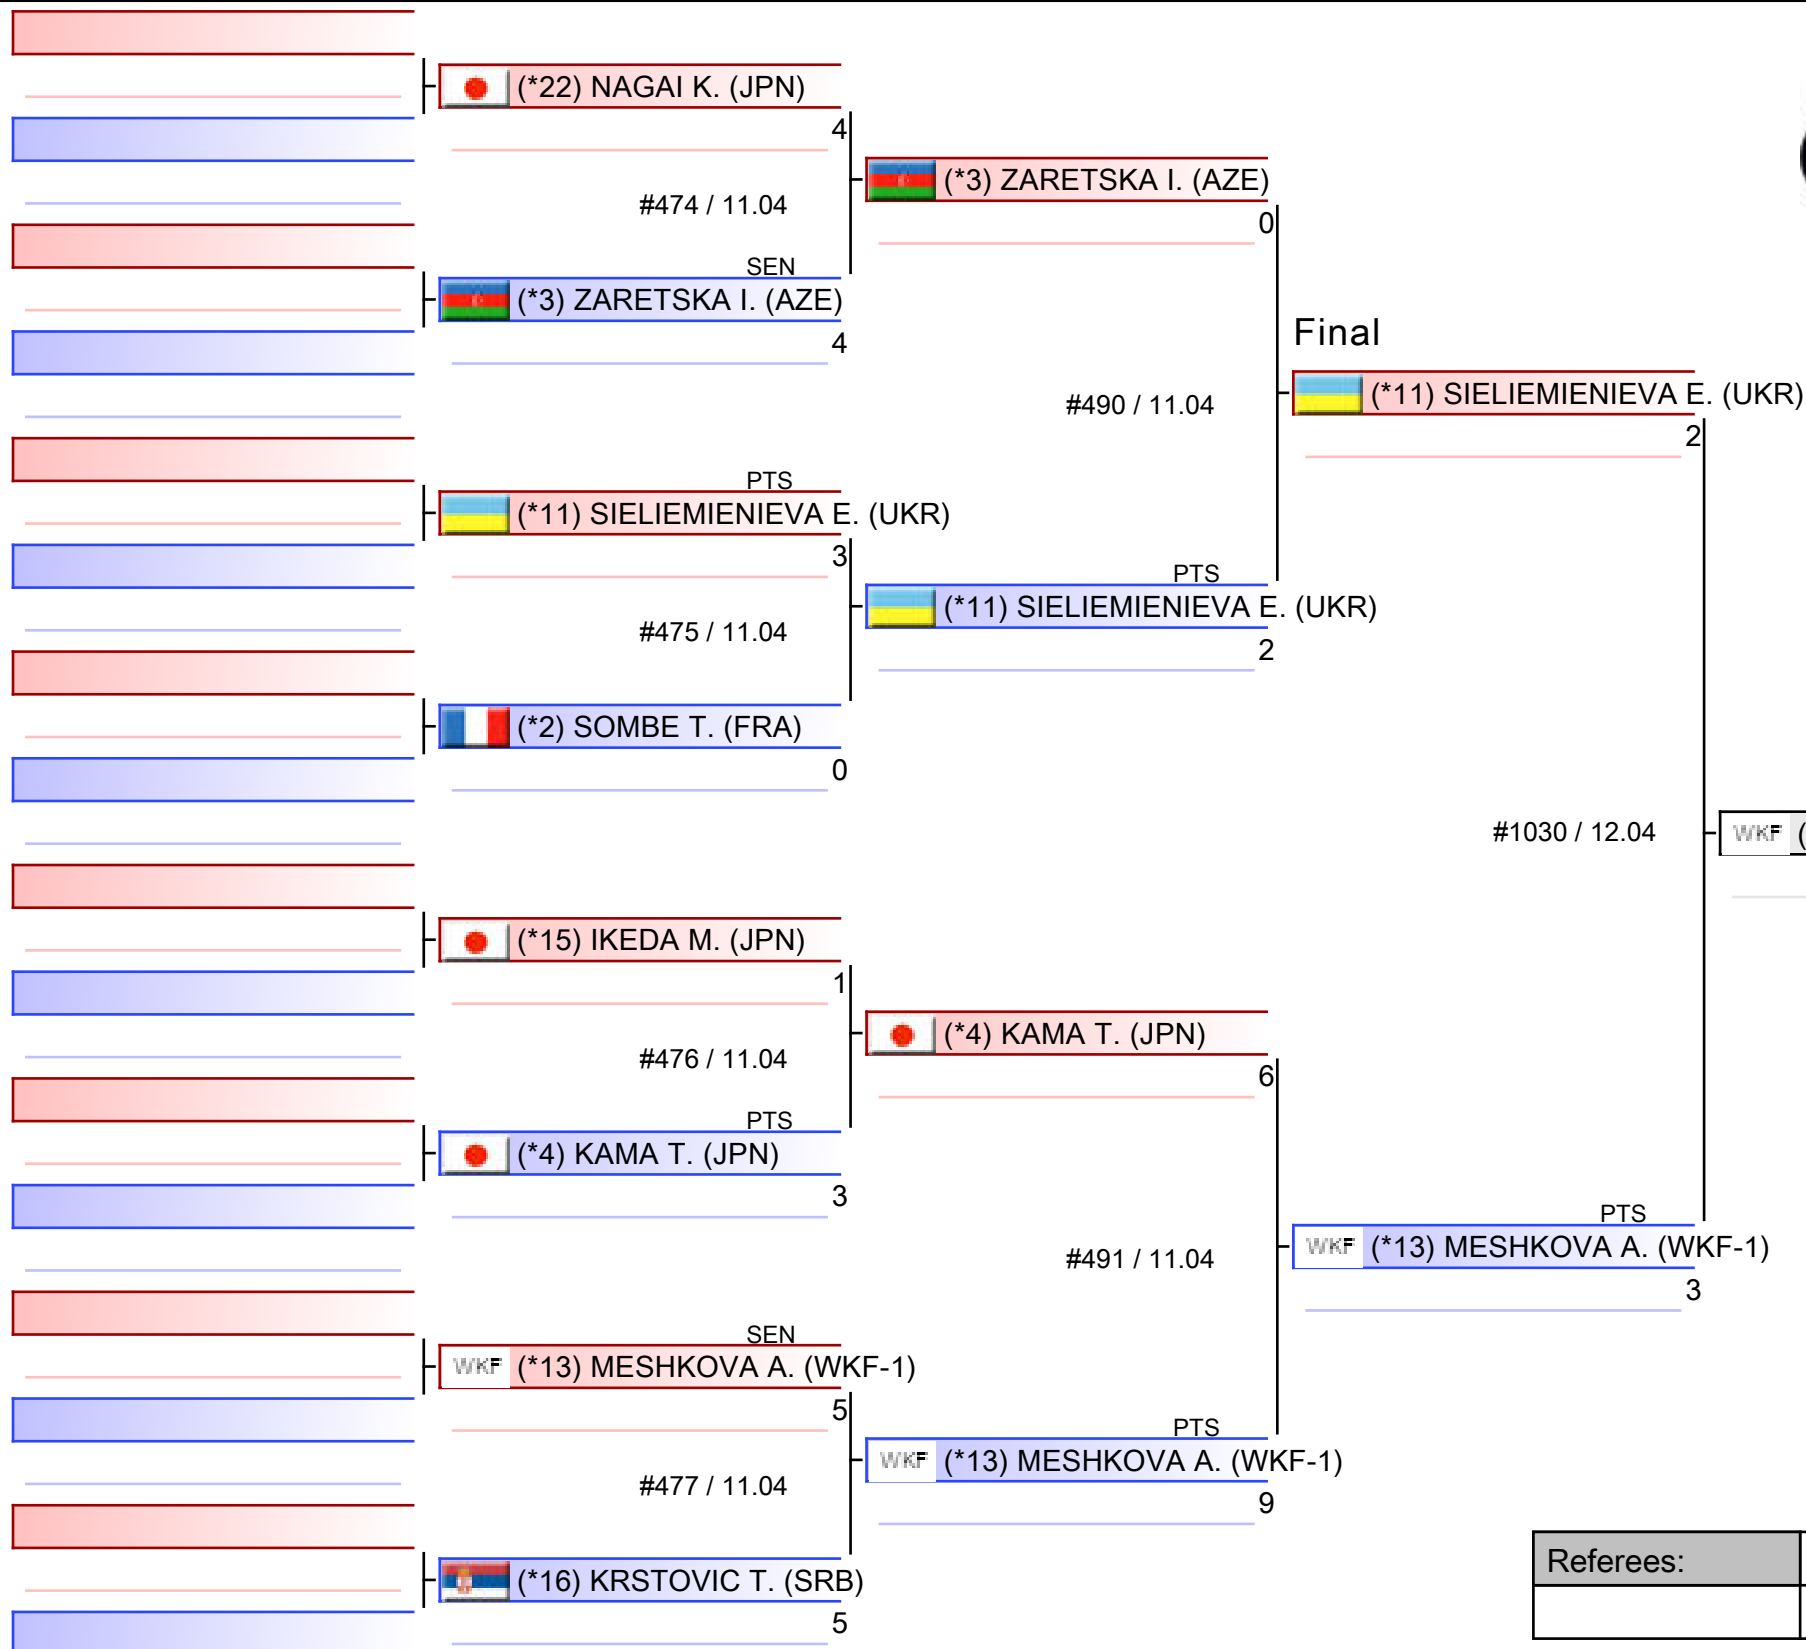 (*22) NAGAI K. (JPN)
4
#474 / 11.04
SEN
(*3) ZARETSKA I. (AZE)
4
PTS
(*11) SIELIEMIENIEVA E. (UKR)
3
#475 / 11.04
(*2) SOMBE T. (FRA)
0
(*15) IKEDA M. (JPN)
1
#476 / 11.04
PTS
(*4) KAMA T. (JPN)
3
SEN
WKF (*13) MESHKOVA A. (WKF-1)
5
#477 / 11.04
(*16) KRSTOVIC T. (SRB)
5
(*3) ZARETSKA I. (AZE)
0
#490 / 11.04
PTS
(*11) SIELIEMIENIEVA E. (UKR)
2
(*4) KAMA T. (JPN)
6
#491 / 11.04
PTS
WKF (*13) MESHKOVA A. (WKF-1)
9
Final
(*11) SIELIEMIENIEVA E. (UKR)
2
#1030 / 12.04
PTS
WKF (*13) MESHKOVA A. (WKF-1)
3
WKF (
Referees: